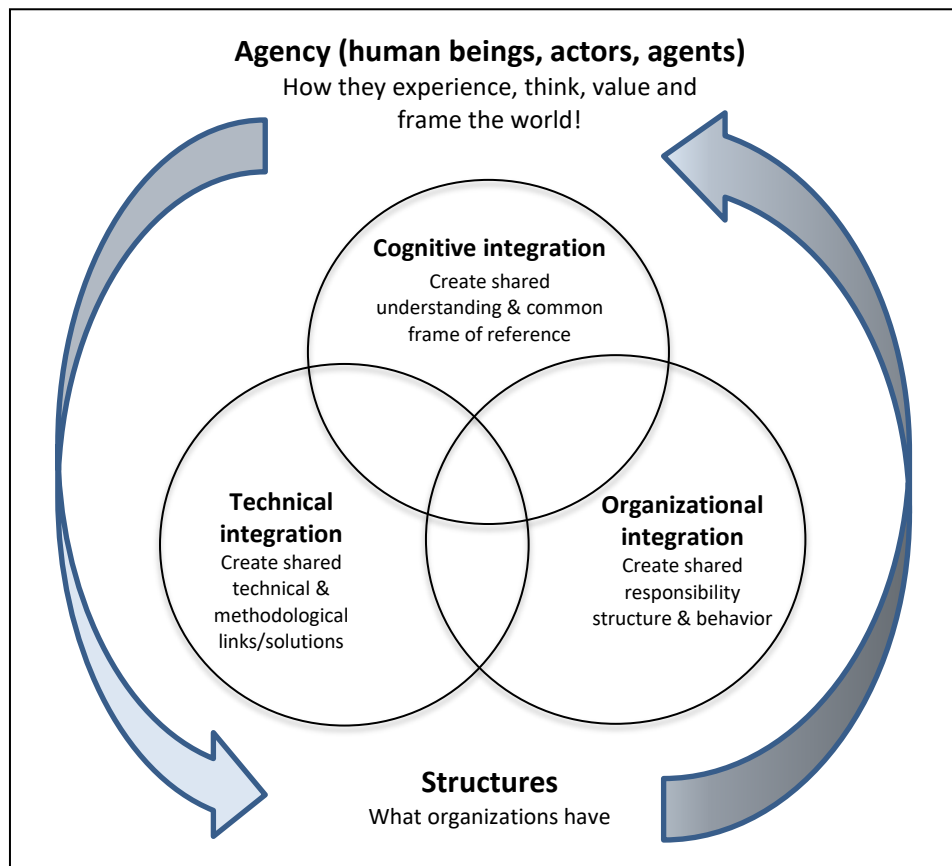 Agency (human beings, actors, agents)
How they experience, think, value and
frame the world!
Cognitive integration
Create shared
understanding & common
frame of reference
Technical
integration
Create shared
technical &
methodological
links/solutions
Organizational
integration
Create shared
responsibility
structure & behavior
Structures
What organizations have